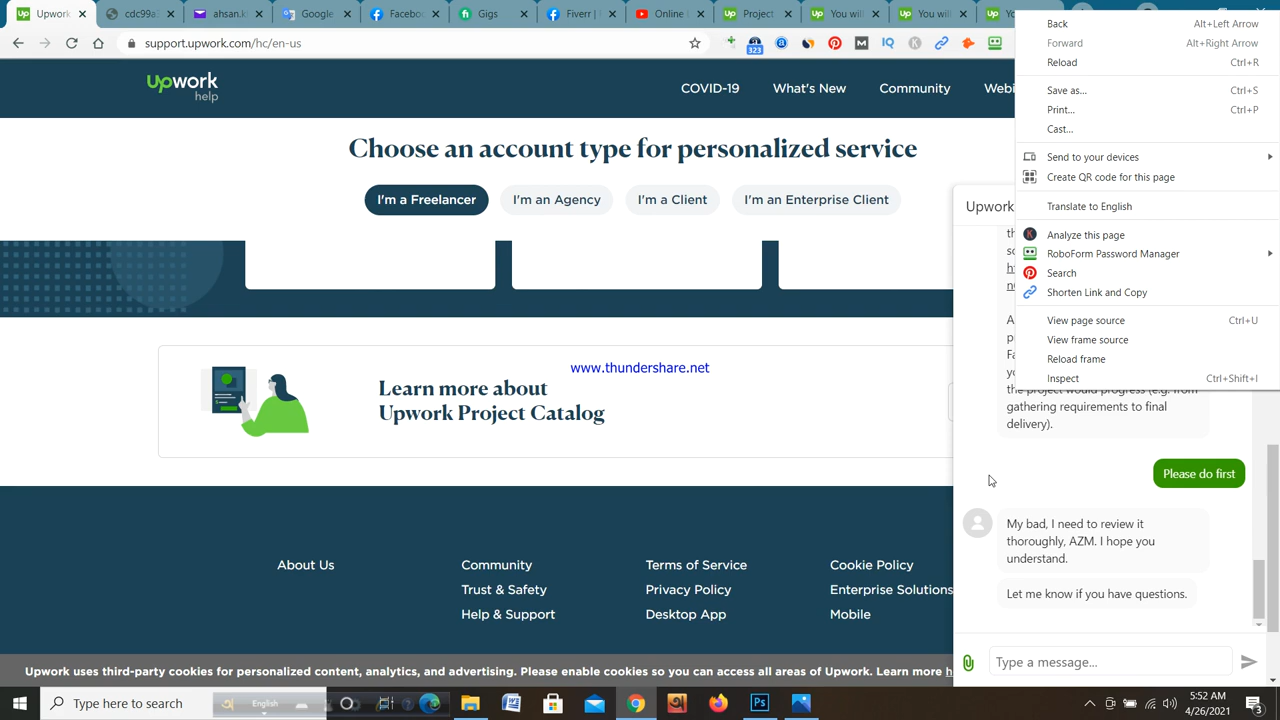 Upwork
cdc99a
ahsan.k
Google
Faceboo
Gigs
Fiverr |
Online L
Project
You will
You will
Yo
support.upwork.com/hc/en-us
323
upwork
help
COVID-19
What's New
Community
Webi
Choose an account type for personalized service
I'm a Freelancer
I'm an Agency
I'm a Client
I'm an Enterprise Client
www.thundershare.net
Learn more about
Upwork Project Catalog
Back Alt+Left Arrow
Forward Alt+Right Arrow
Reload Ctrl+R
Save as... Ctrl+S
Print... Ctrl+P
Cast...
Send to your devices
Create QR code for this page
Translate to English
Analyze this page
RoboForm Password Manager
Search
Shorten Link and Copy
View page source Ctrl+U
View frame source
Reload frame
Inspect Ctrl+Shift+I
Upwork
the project would progress (e.g. from
gathering requirements to final
delivery).
Please do first
My bad, I need to review it
thoroughly, AZM. I hope you
understand.
Let me know if you have questions.
Type a message...
About Us
Community
Trust & Safety
Help & Support
Terms of Service
Privacy Policy
Desktop App
Cookie Policy
Enterprise Solutions
Mobile
Upwork uses third-party cookies for personalized content, analytics, and advertising. Please enable cookies so you can access all areas of Upwork. Learn more h
Type here to search
English
5:52 AM
4/26/2021
3